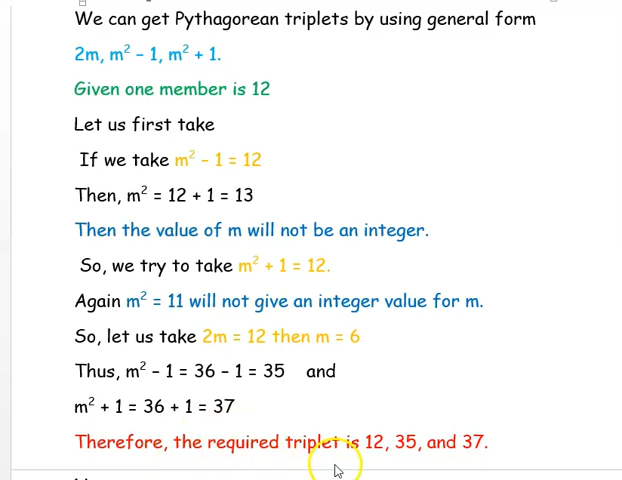 We can get Pythagorean triplets by using general form
2m, m² – 1, m² + 1.
Given one member is 12
Let us first take
If we take m² – 1 = 12
Then, m² = 12 + 1 = 13
Then the value of m will not be an integer.
So, we try to take m² + 1 = 12.
Again m² = 11 will not give an integer value for m.
So, let us take 2m = 12 then m = 6
Thus, m² – 1 = 36 – 1 = 35 and
m² + 1 = 36 + 1 = 37
Therefore, the required triplet is 12, 35, and 37.